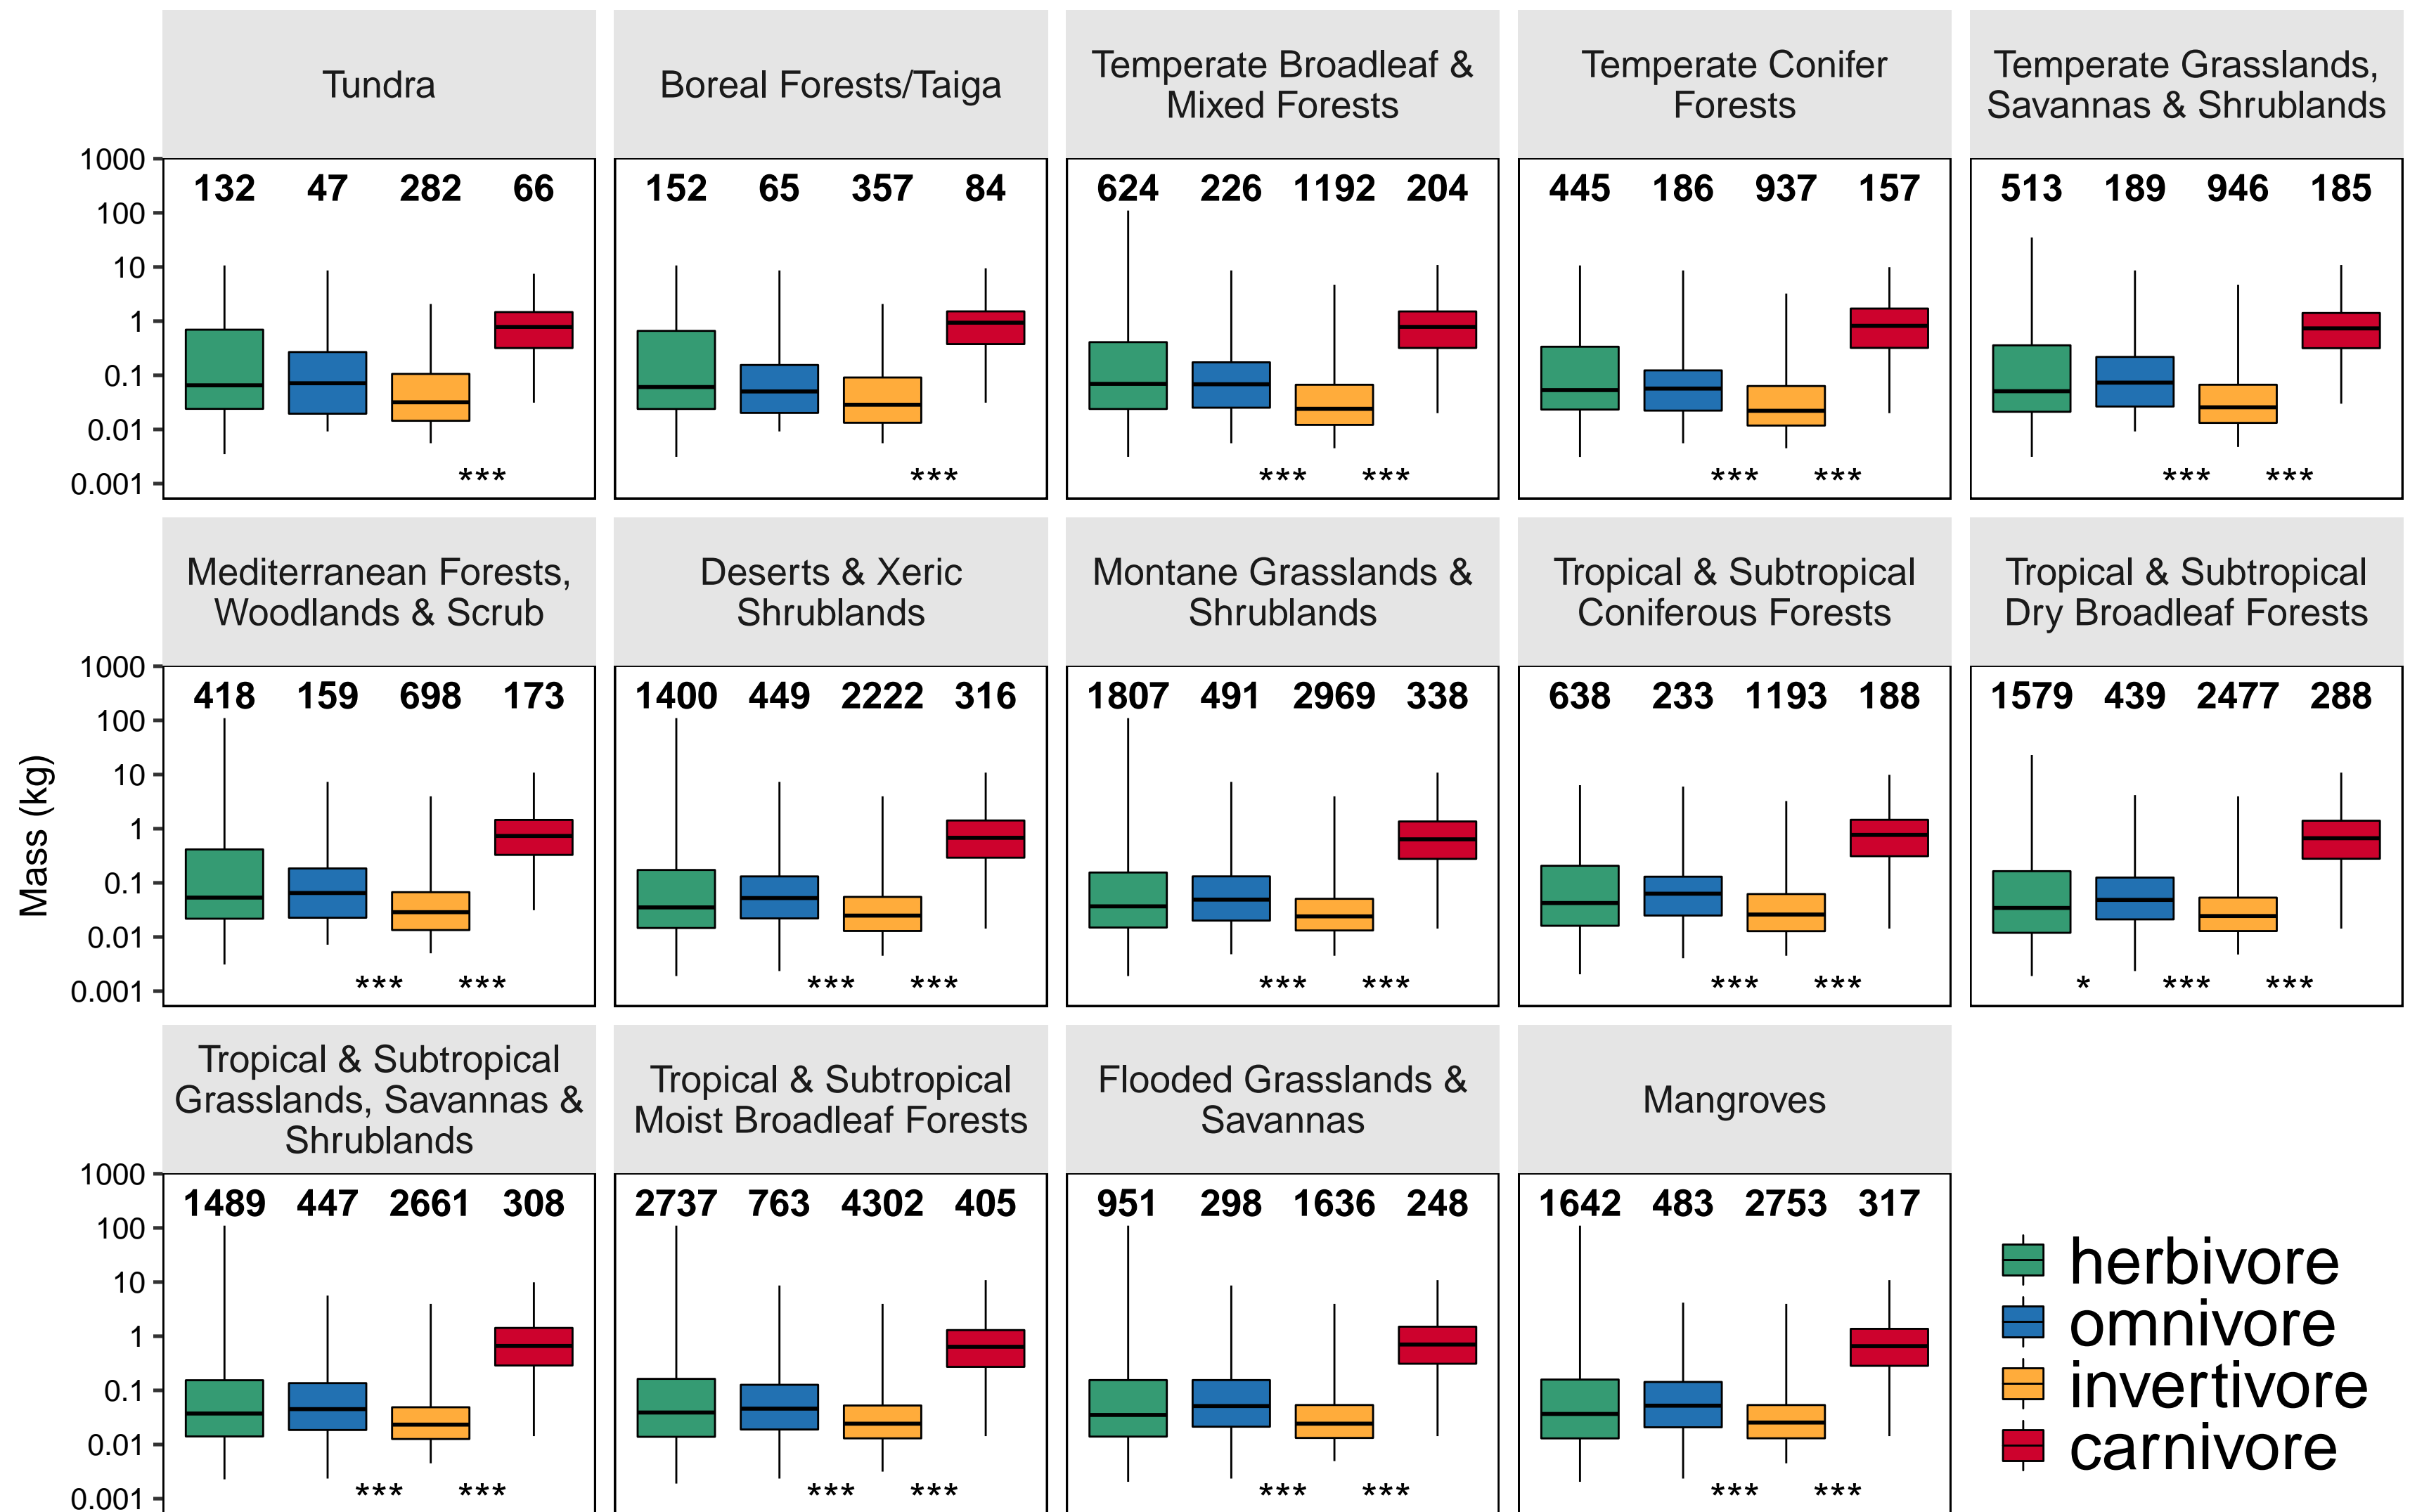 Tundra
Boreal Forests/Taiga
Temperate Broadleaf &
Mixed Forests
Temperate Conifer
Forests
Temperate Grasslands,
Savannas & Shrublands
1000
100
10
1
0.1
0.01
0.001
132 47 282 66
***
152 65 357 84
***
624 226 1192 204
*** ***
445 186 937 157
*** ***
513 189 946 185
*** ***
Mass (kg)
Mediterranean Forests,
Woodlands & Scrub
Deserts & Xeric
Shrublands
Montane Grasslands &
Shrublands
Tropical & Subtropical
Coniferous Forests
Tropical & Subtropical
Dry Broadleaf Forests
1000
100
10
1
0.1
0.01
0.001
418 159 698 173
*** ***
1400 449 2222 316
*** ***
1807 491 2969 338
*** ***
638 233 1193 188
*** ***
1579 439 2477 288
* *** ***
Tropical & Subtropical
Grasslands, Savannas &
Shrublands
Tropical & Subtropical
Moist Broadleaf Forests
Flooded Grasslands &
Savannas
Mangroves
1000
100
10
1
0.1
0.01
0.001
1489 447 2661 308
*** ***
2737 763 4302 405
*** ***
951 298 1636 248
*** ***
1642 483 2753 317
*** ***
herbivore
omnivore
invertivore
carnivore